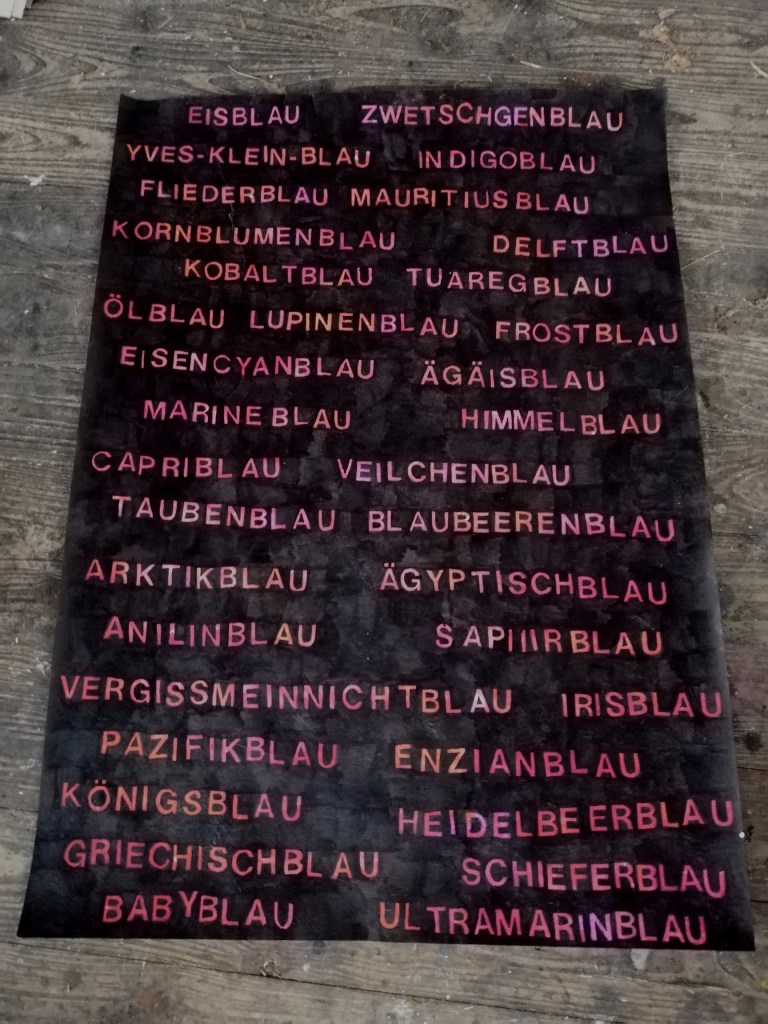 EISBLAU ZWETSCHGENBLAU
YVES-KLEIN-BLAU INDIGOBLAU
FLIEDERBLAU MAURITIUSBLAU
KORNBLUMENBLAU DELFTBLAU
KOBALTBLAU TUAREGBLAU
ÖLBLAU LUPINENBLAU FROSTBLAU
EISENCYANBLAU ÄGÄISBLAU
MARINEBLAU HIMMELBLAU
CAPRIBLAU VEILCHENBLAU
TAUBENBLAU BLAUBEERENBLAU
ARKTIKBLAU ÄGYPTISCHBLAU
ANILINBLAU SAPIIIRBLAU
VERGISSMEINNICHTBLAU IRISBLAU
PAZIFIKBLAU ENZIANBLAU
KÖNIGSBLAU HEIDELBEERBLAU
GRIECHISCHBLAU SCHIEFERBLAU
BABYBLAU ULTRAMARINBLAU